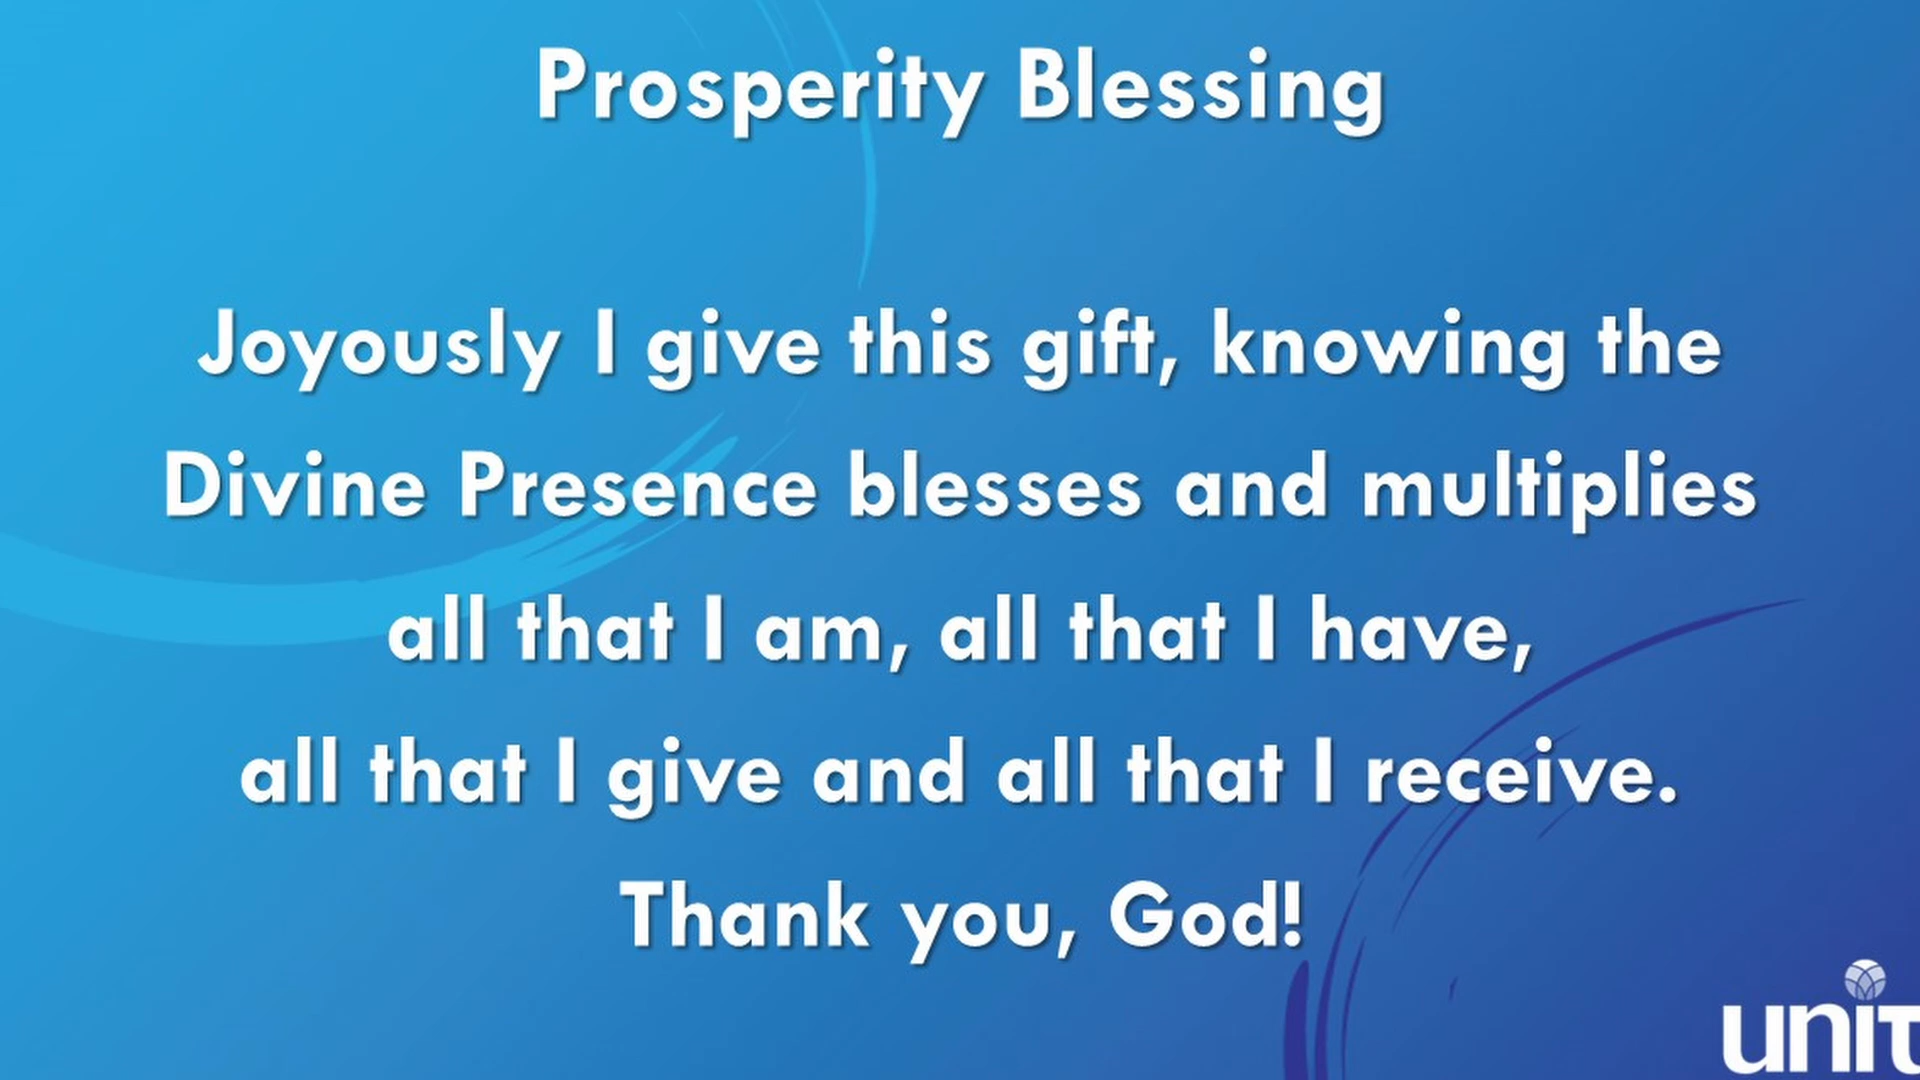 Prosperity Blessing
Joyously I give this gift, knowing the
Divine Presence blesses and multiplies
all that I am, all that I have,
all that I give and all that I receive.
Thank you, God!
unit